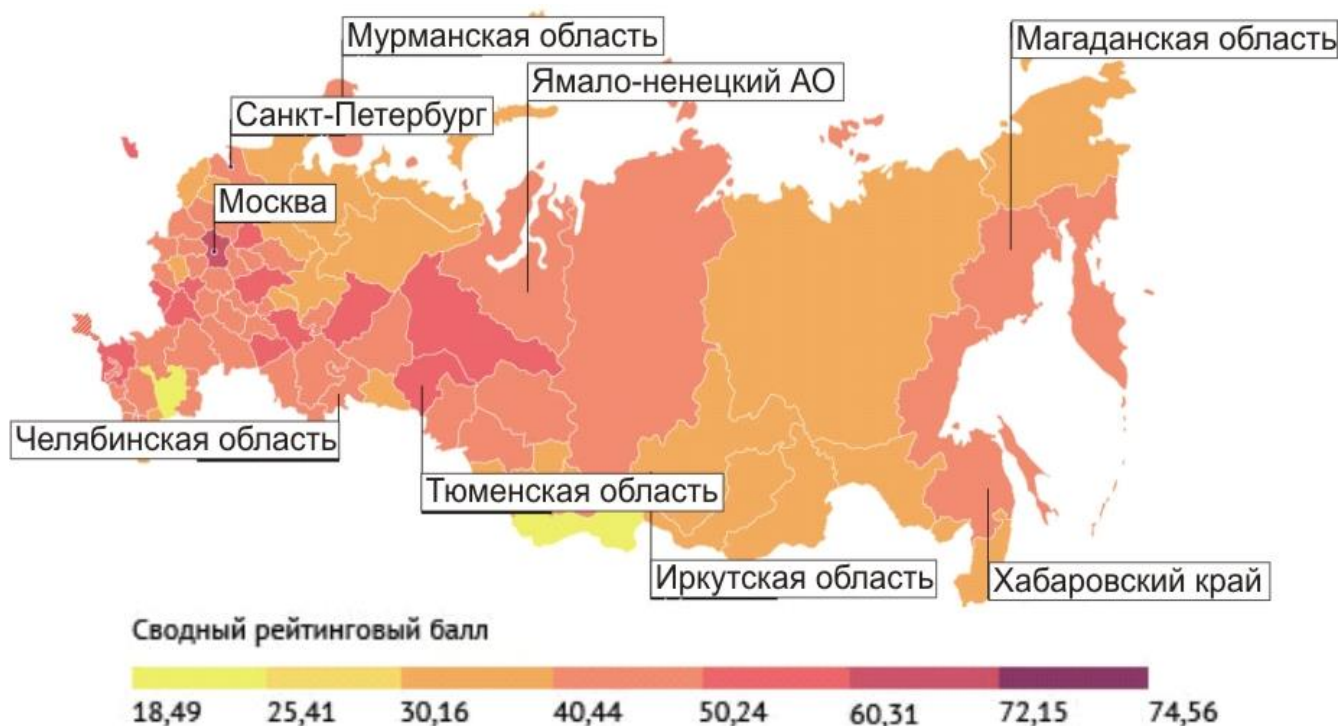 Мурманская область
Магаданская область
Ямало-ненецкий АО
Санкт-Петербург
Москва
Челябинская область
Тюменская область
Иркутская область
Хабаровский край
Сводный рейтинговый балл
18,49 25,41 30,16 40,44 50,24 60,31 72,15 74,56